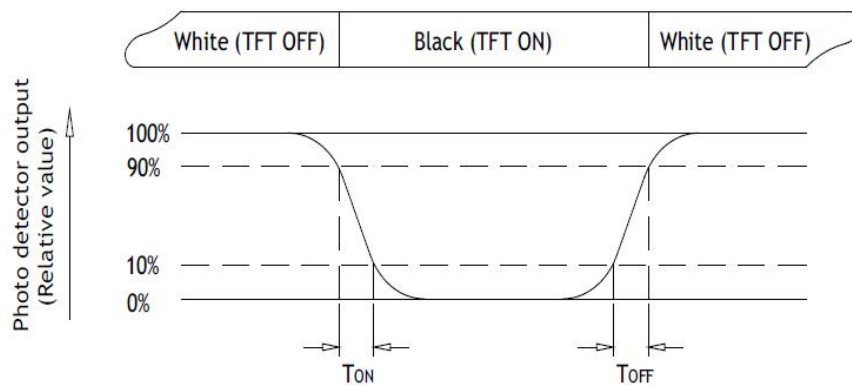 White (TFT OFF)
Black (TFT ON)
White (TFT OFF)
Photo detector output
(Relative value)
100%
90%
10%
0%
TON
TOFF